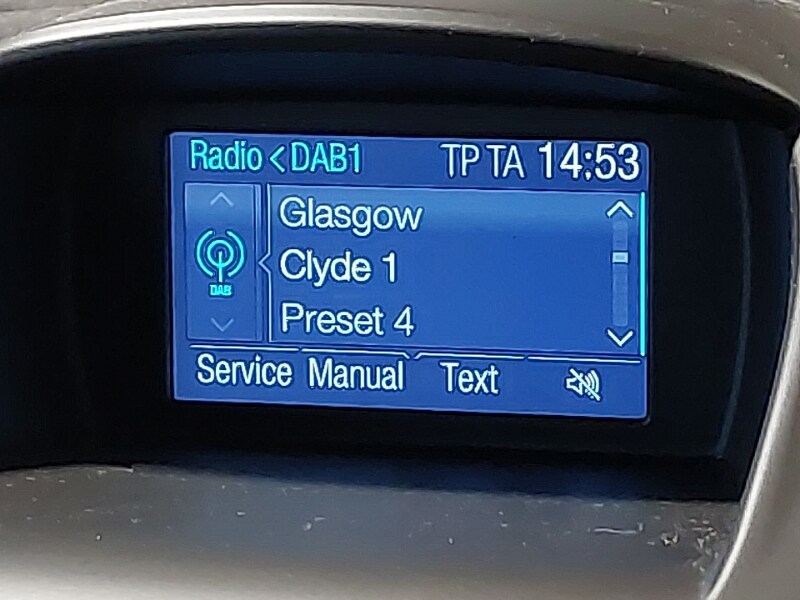 Radio < DAB1 TP TA 14:53
Glasgow
Clyde 1
DAB
Preset 4
Service Manual Text